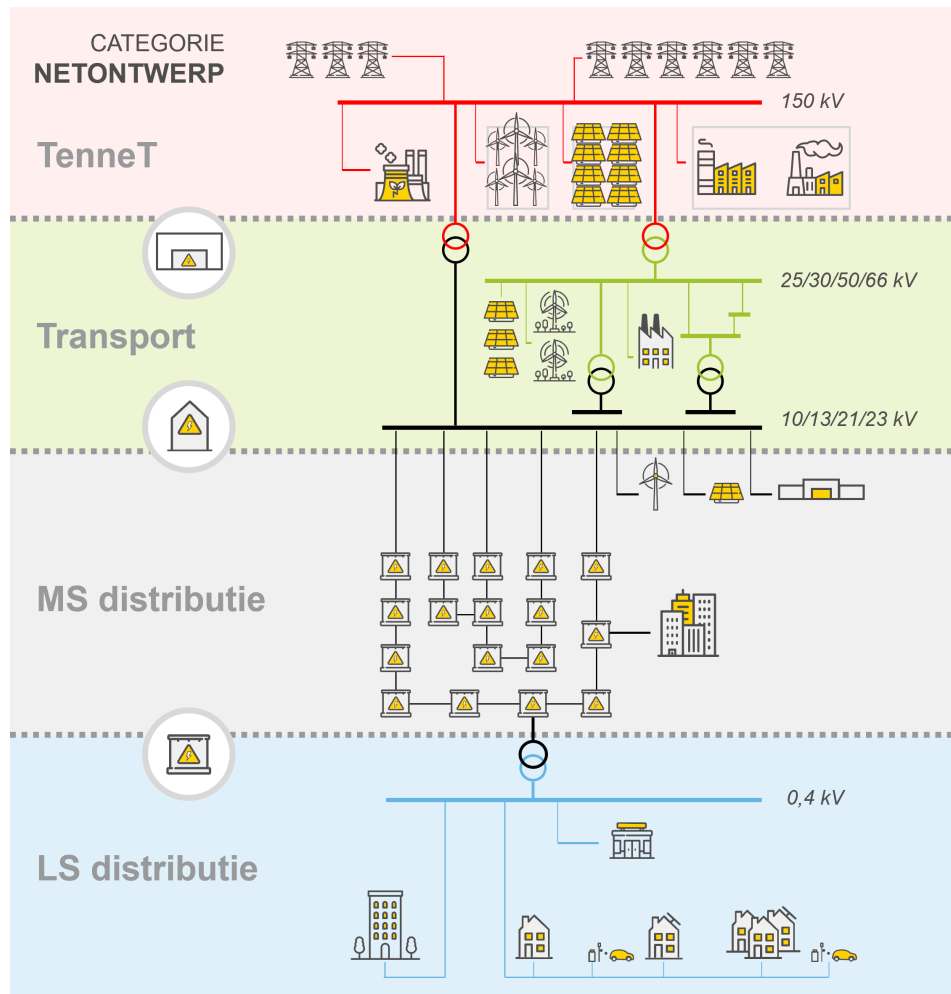 CATEGORIE
NETONTWERP
150 kV
TenneT
25/30/50/66 kV
Transport
10/13/21/23 kV
MS distributie
0,4 kV
LS distributie